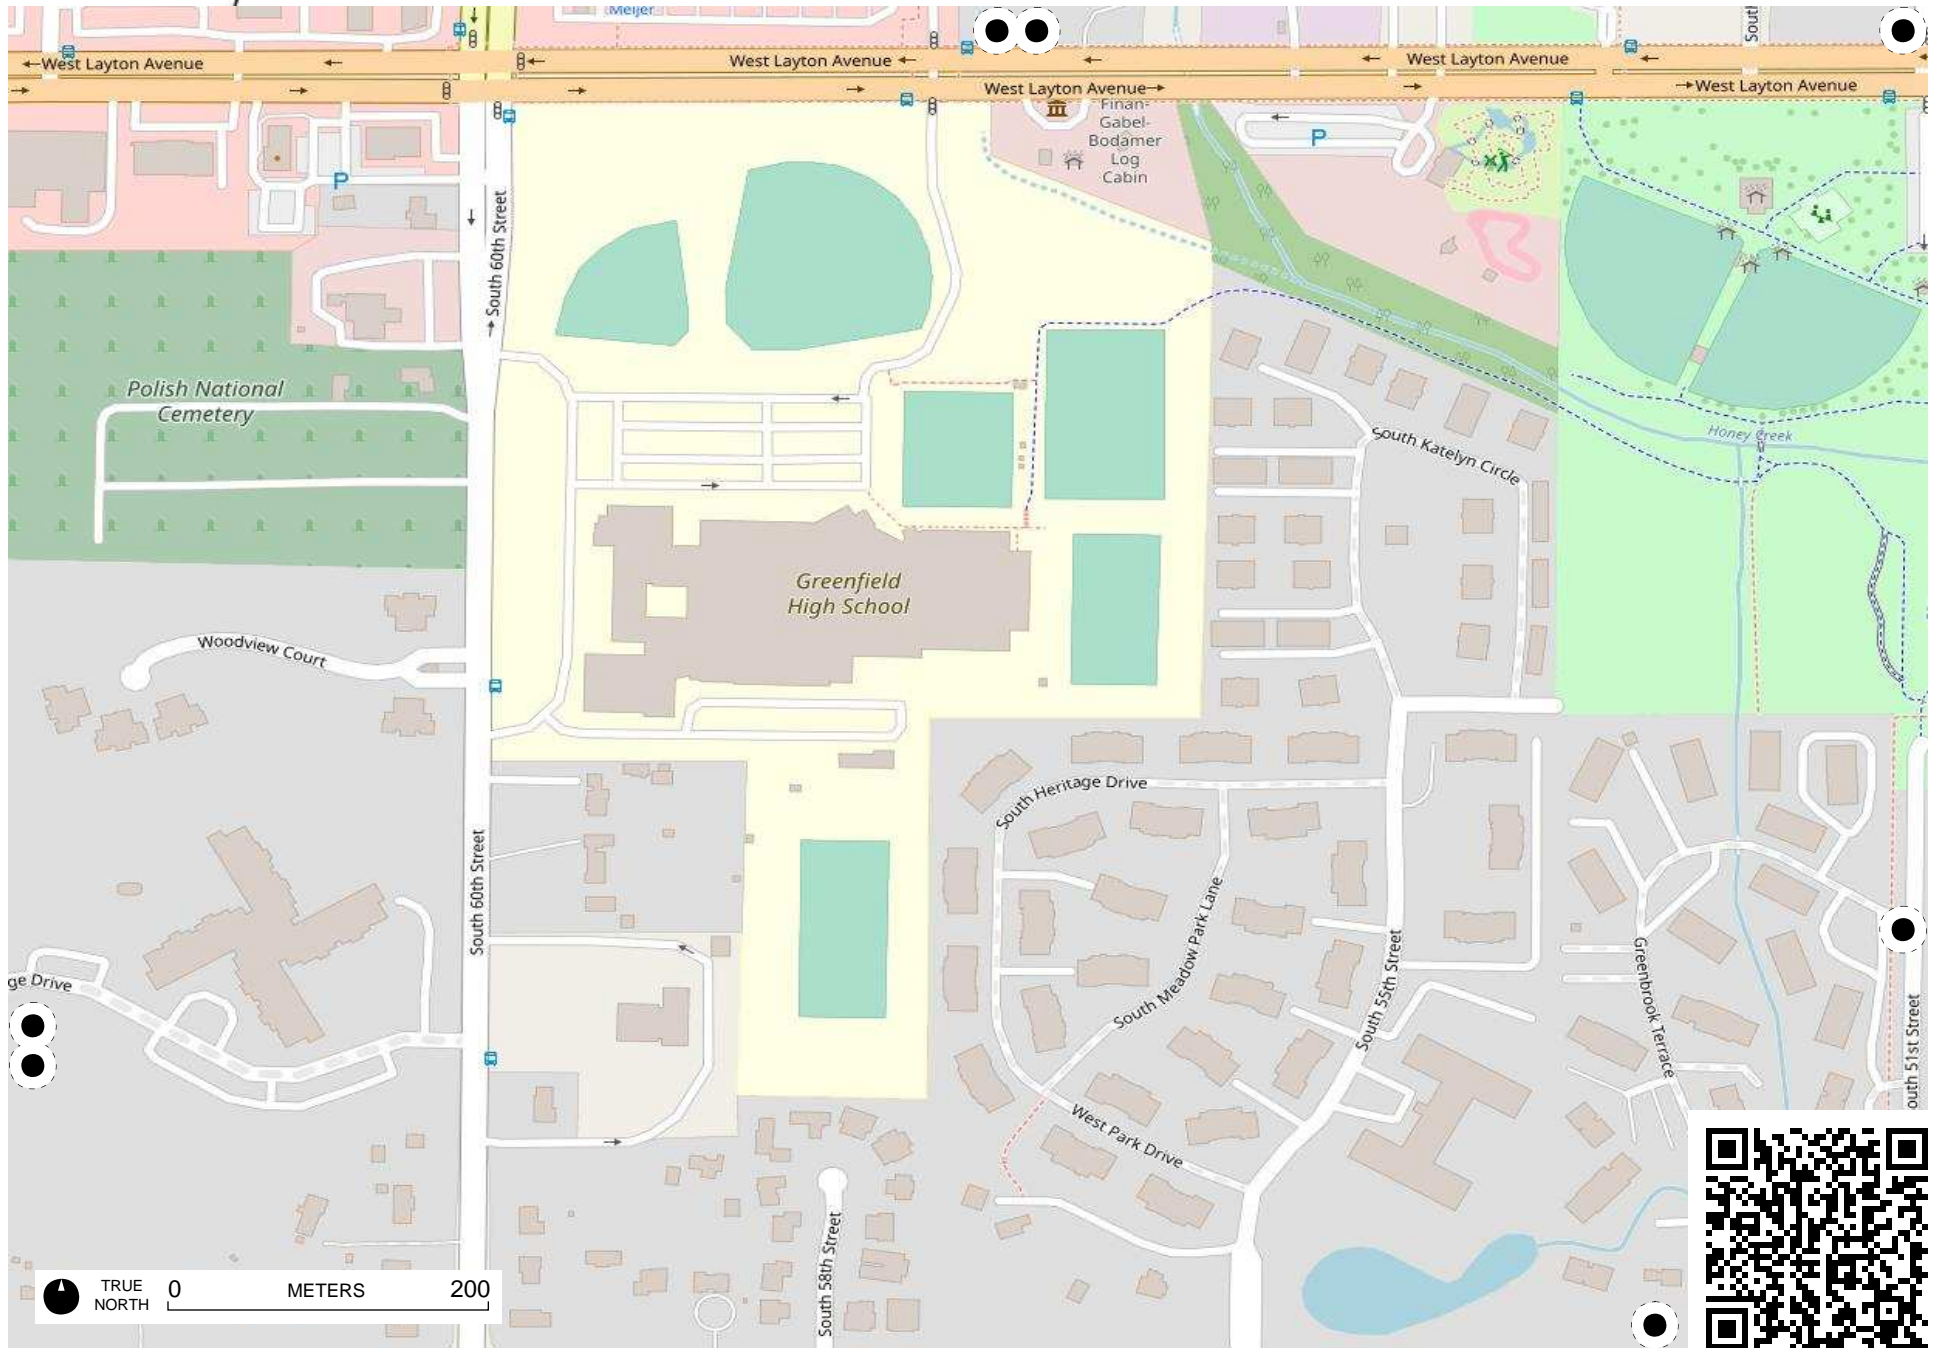 Meijer
West Layton Avenue
West Layton Avenue
West Layton Avenue
West Layton Avenue
West Layton Avenue
South
Finan-
Gabel-
Bodamer
Log
Cabin
P
P
South 60th Street
Polish National
Cemetery
South Katelyn Circle
Honey Creek
Greenfield
High School
Woodview Court
South Heritage Drive
South 60th Street
South Meadow Park Lane
South 55th Street
Greenbrook Terrace
ge Drive
outh 51st Street
West Park Drive
South 58th Street
TRUE
NORTH
0 METERS 200